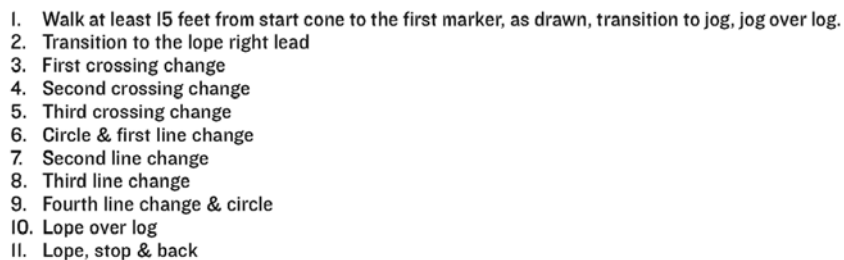 1. Walk at least 15 feet from start cone to the first marker, as drawn, transition to jog, jog over log.
2. Transition to the lope right lead
3. First crossing change
4. Second crossing change
5. Third crossing change
6. Circle & first line change
7. Second line change
8. Third line change
9. Fourth line change & circle
10. Lope over log
11. Lope, stop & back